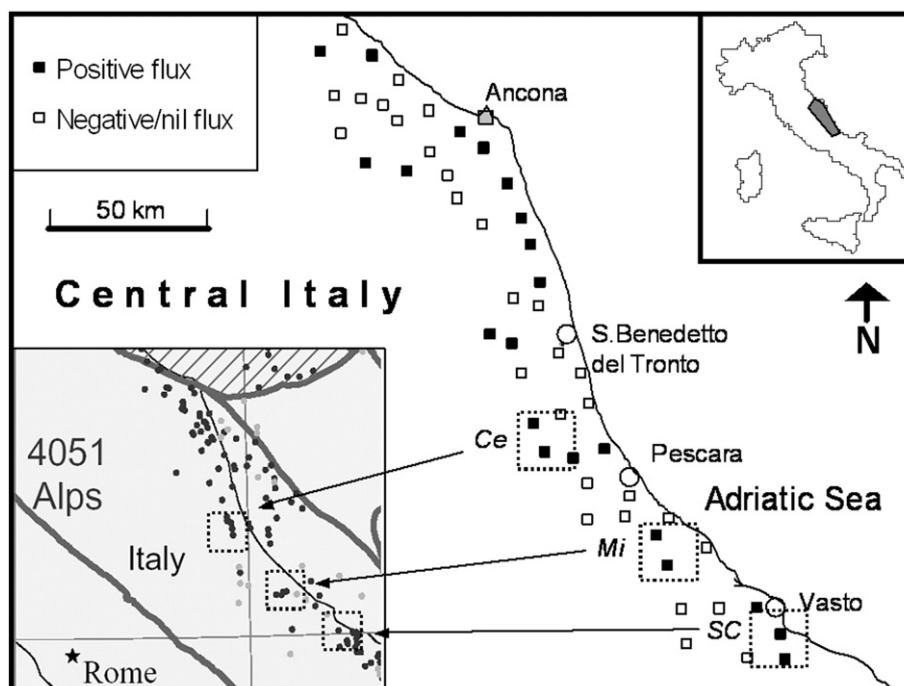 Positive flux
Negative/nil flux
50 km
Ancona
Central Italy
N
S.Benedetto
del Tronto
4051
Alps
Ce
Pescara
Adriatic Sea
Italy
Mi
SC
Vasto
Rome